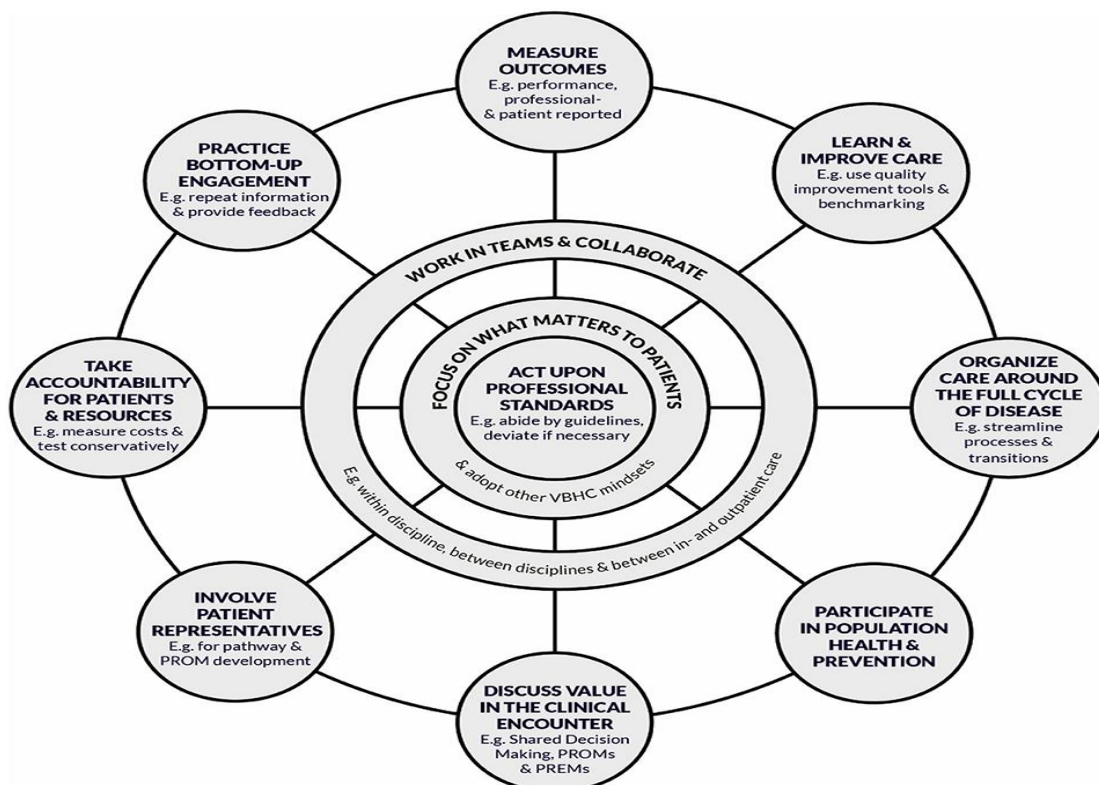 MEASURE
OUTCOMES
E.g. performance,
professional-
& patient reported
PRACTICE
BOTTOM-UP
ENGAGEMENT
E.g. repeat information
& provide feedback
LEARN &
IMPROVE CARE
E.g. use quality
improvement tools &
benchmarking
WORK IN TEAMS & COLLABORATE
FOCUS ON WHAT MATTERS TO PATIENTS
TAKE
ACCOUNTABILITY
FOR PATIENTS
& RESOURCES
E.g. measure costs &
test conservatively
ACT UPON
PROFESSIONAL
STANDARDS
E.g. abide by guidelines,
deviate if necessary
ORGANIZE
CARE AROUND
THE FULL CYCLE
OF DISEASE
E.g. streamline
processes &
transitions
& adopt other VBHC mindsets
E.g. within discipline, between disciplines & between in- and outpatient care
INVOLVE
PATIENT
REPRESENTATIVES
E.g. for pathway &
PROM development
PARTICIPATE
IN POPULATION
HEALTH &
PREVENTION
DISCUSS VALUE
IN THE CLINICAL
ENCOUNTER
E.g. Shared Decision
Making, PROMs
& PREMs